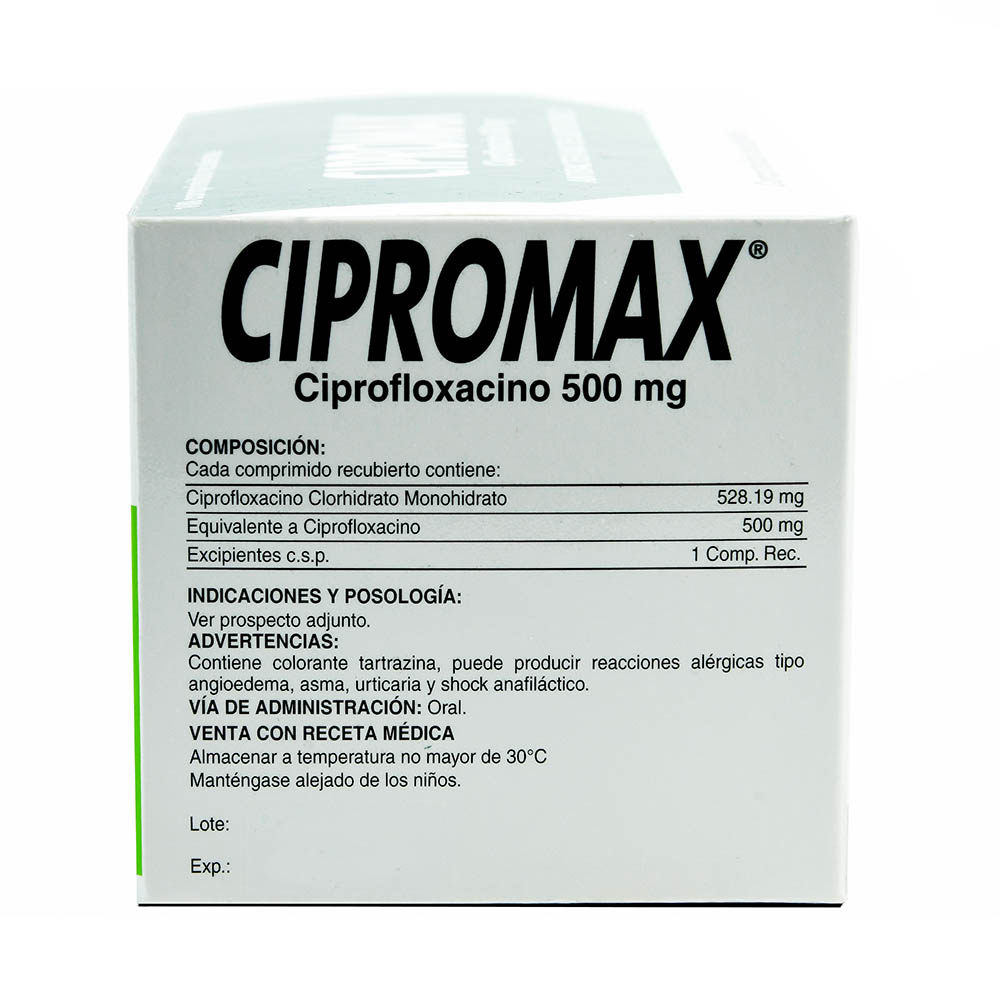 CIPROMAX®
Ciprofloxacino 500 mg
COMPOSICIÓN:
Cada comprimido recubierto contiene:
Ciprofloxacino Clorhidrato Monohidrato 528.19 mg
Equivalente a Ciprofloxacino 500 mg
Excipientes c.s.p. 1 Comp. Rec.
INDICACIONES Y POSOLOGÍA:
Ver prospecto adjunto.
ADVERTENCIAS:
Contiene colorante tartrazina, puede producir reacciones alérgicas tipo
angioedema, asma, urticaria y shock anafiláctico.
VÍA DE ADMINISTRACIÓN: Oral.
VENTA CON RECETA MÉDICA
Almacenar a temperatura no mayor de 30°C
Manténgase alejado de los niños.
Lote:
Exp.: